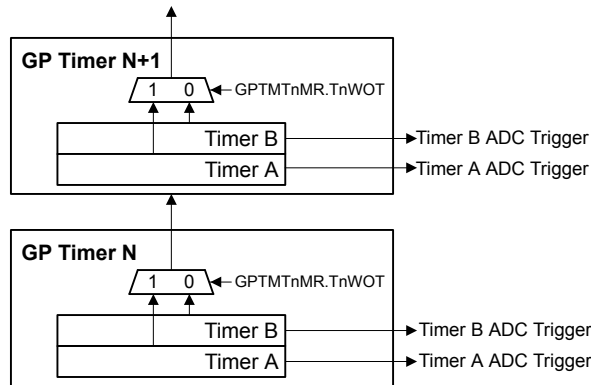 GP Timer N+1
1 0
GPTMTnMR.TnWOT
Timer B
Timer B ADC Trigger
Timer A
Timer A ADC Trigger
GP Timer N
1 0
GPTMTnMR.TnWOT
Timer B
Timer B ADC Trigger
Timer A
Timer A ADC Trigger